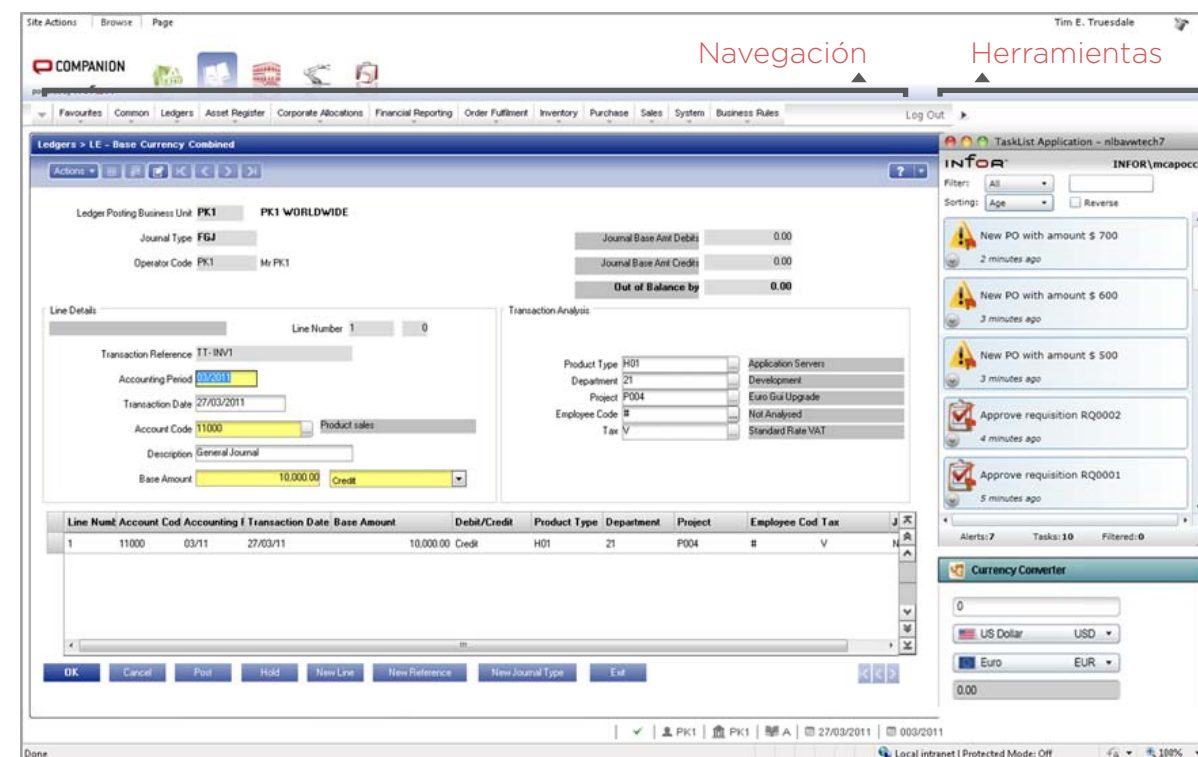 Site Actions Browse Page Tim E. Truesdale
Navegación Herramientas
COMPANION
Favourites Common Ledgers Asset Register Corporate Allocations Financial Reporting Order Fulfilment Inventory Purchase Sales System Business Rules Log Out
Ledgers > LE - Base Currency Combined
Actions ?
Ledger Posting Business Unit PK1 PK1 WORLDWIDE
Journal Type FGJ Journal Base Amt Debits 0.00
Operator Code PK1 Mr PK1 Journal Base Amt Credits 0.00
Out of Balance by 0.00
Line Details
Line Number 1 0
Transaction Reference TT-INV1
Accounting Period 03/2011
Transaction Date 27/03/2011
Account Code 11000 ... Product sales
Description General Journal
Base Amount 10,000.00 Credit
Transaction Analysis
Product Type H01 ... Application Servers
Department 21 ... Development
Project P004 ... Euro Gui Upgrade
Employee Code # ... Not Analysed
Tax V ... Standard Rate VAT
Line Numb Account Cod Accounting F Transaction Date Base Amount Debit/Credit Product Type Department Project Employee Cod Tax J
1 11000 03/11 27/03/11 10,000.00 Credit H01 21 P004 # V N
OK Cancel Post Hold New Line New Reference New Journal Type Exit
TaskList Application - nlbavwtech7
INFOR INFOR\mcapocc
Filter: All
Sorting: Age Reverse
New PO with amount $ 700
2 minutes ago
New PO with amount $ 600
3 minutes ago
New PO with amount $ 500
3 minutes ago
Approve requisition RQ0002
4 minutes ago
Approve requisition RQ0001
5 minutes ago
Alerts:7 Tasks:10 Filtered:0
Currency Converter
0
US Dollar USD
Euro EUR
0.00
PK1 PK1 A 27/03/2011 003/2011
Done Local intranet | Protected Mode: Off 100%